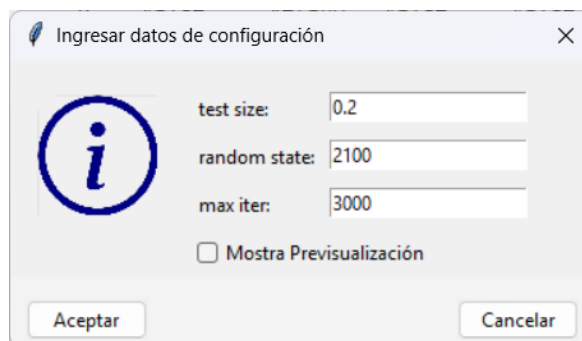 Ingresar datos de configuración
i
test size: 0.2
random state: 2100
max iter: 3000
Mostra Previsualización
Aceptar Cancelar